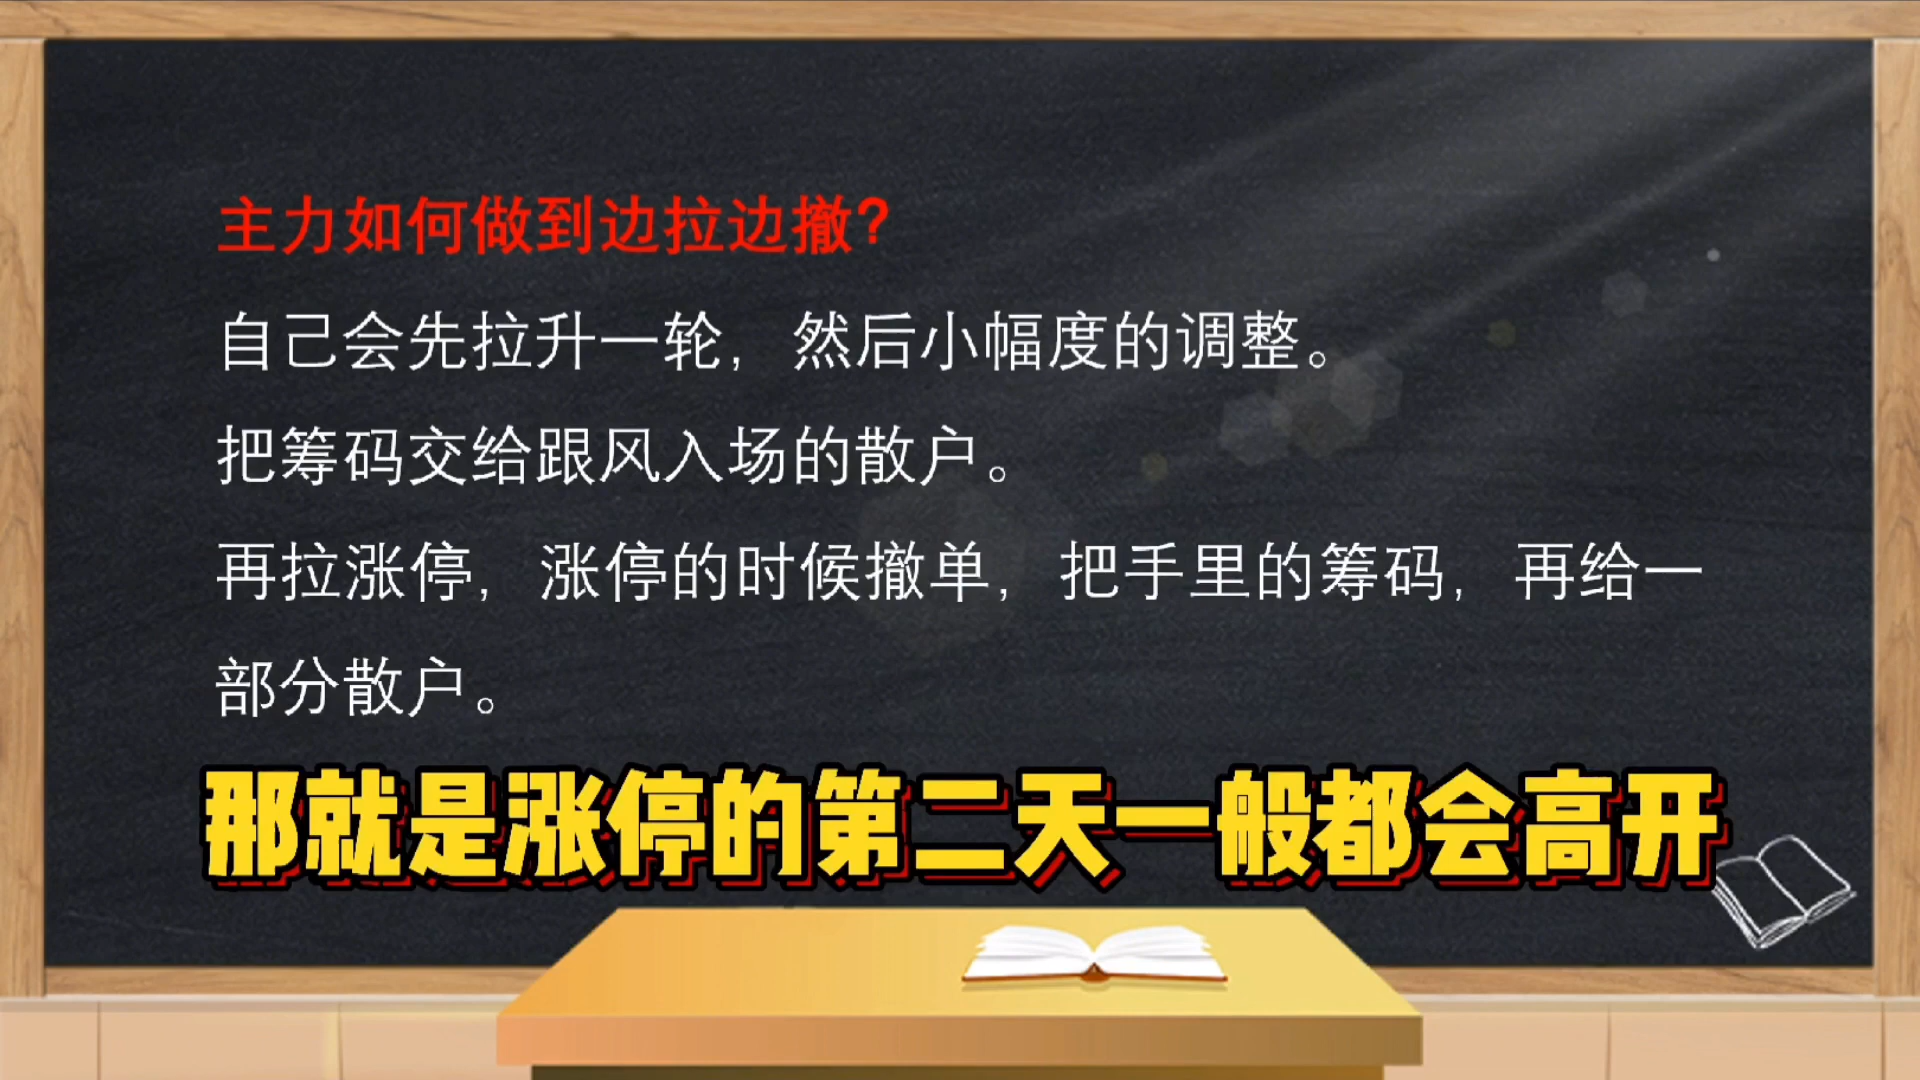 主力如何做到边拉边撤？
自己会先拉升一轮，然后小幅度的调整。
把筹码交给跟风入场的散户。
再拉涨停，涨停的时候撤单，把手里的筹码，再给一
部分散户。
那就是涨停的第二天一般都会高开